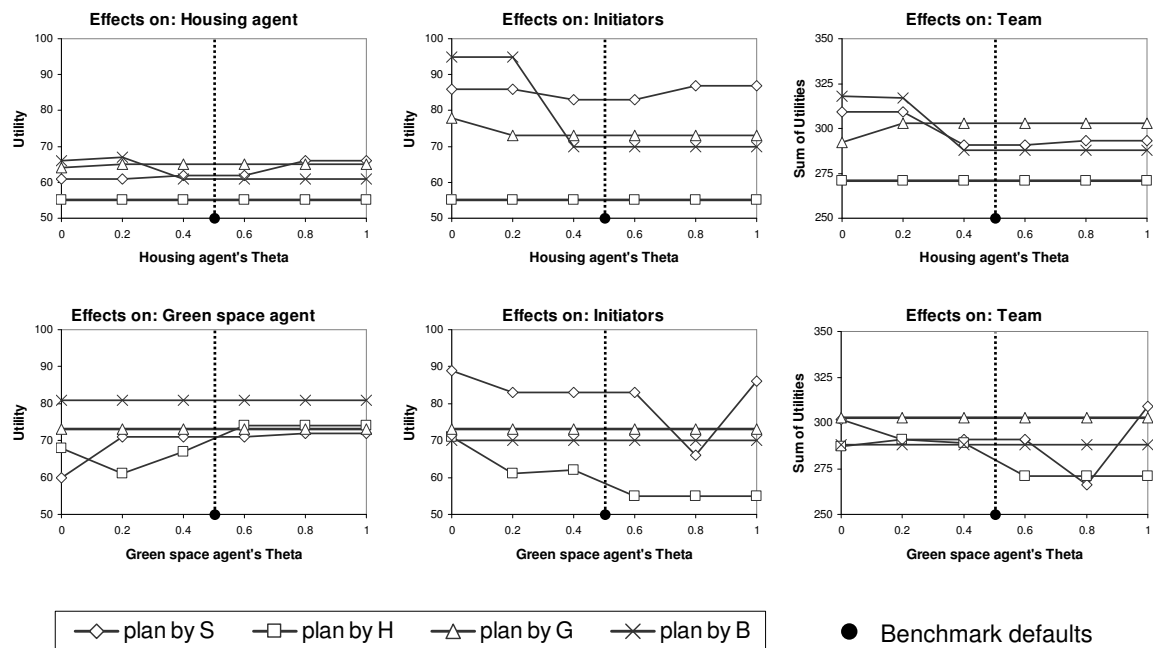 Effects on: Housing agent
100
90
80
70
60
50
Utility
0 0.2 0.4 0.6 0.8 1
Housing agent's Theta
Effects on: Initiators
100
90
80
70
60
50
Utility
0 0.2 0.4 0.6 0.8 1
Housing agent's Theta
Effects on: Team
350
325
300
275
250
Sum of Utilities
0 0.2 0.4 0.6 0.8 1
Housing agent's Theta
Effects on: Green space agent
100
90
80
70
60
50
Utility
0 0.2 0.4 0.6 0.8 1
Green space agent's Theta
Effects on: Initiators
100
90
80
70
60
50
Utility
0 0.2 0.4 0.6 0.8 1
Green space agent's Theta
Effects on: Team
350
325
300
275
250
Sum of Utilities
0 0.2 0.4 0.6 0.8 1
Green space agent's Theta
plan by S plan by H plan by G plan by B
Benchmark defaults